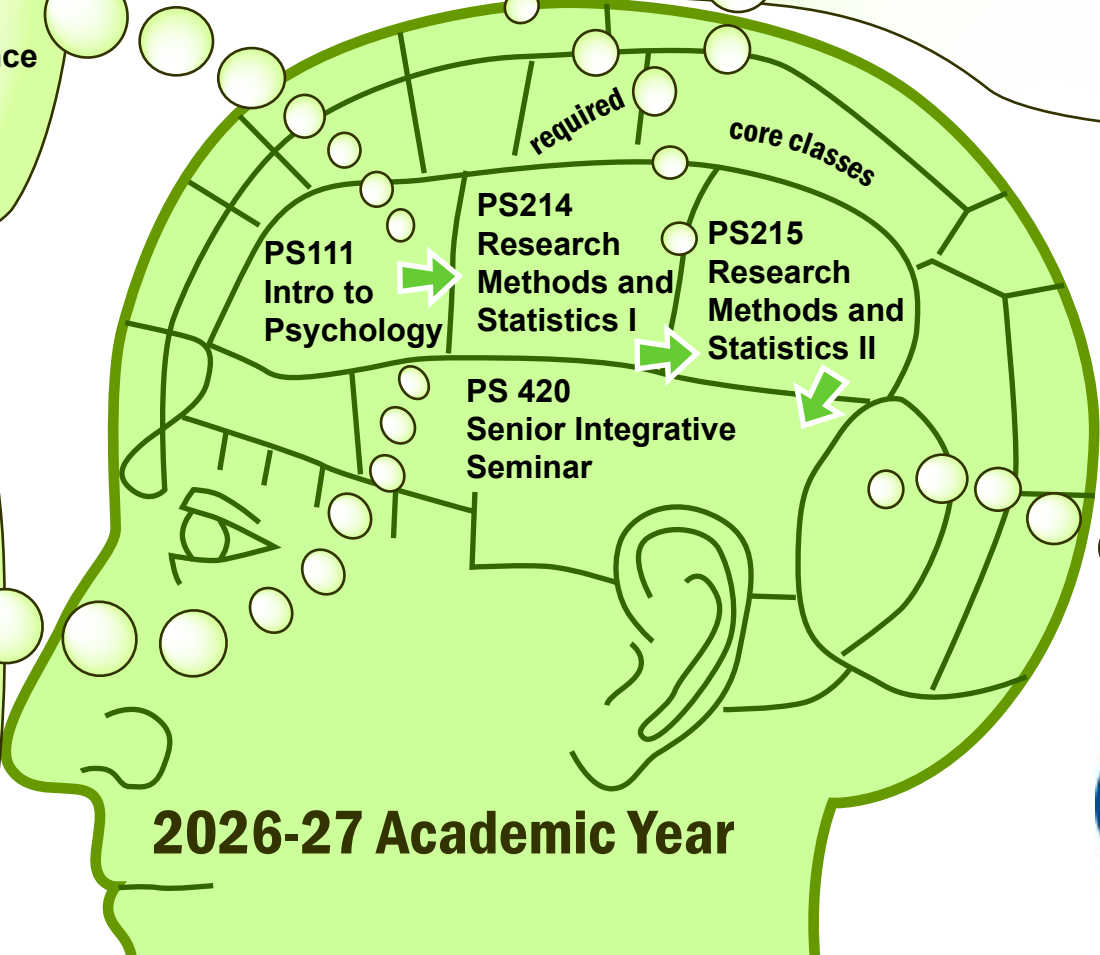 required
core classes
PS111
Intro to
Psychology
PS214
Research
Methods and
Statistics I
PS215
Research
Methods and
Statistics II
PS 420
Senior Integrative
Seminar
2026-27 Academic Year